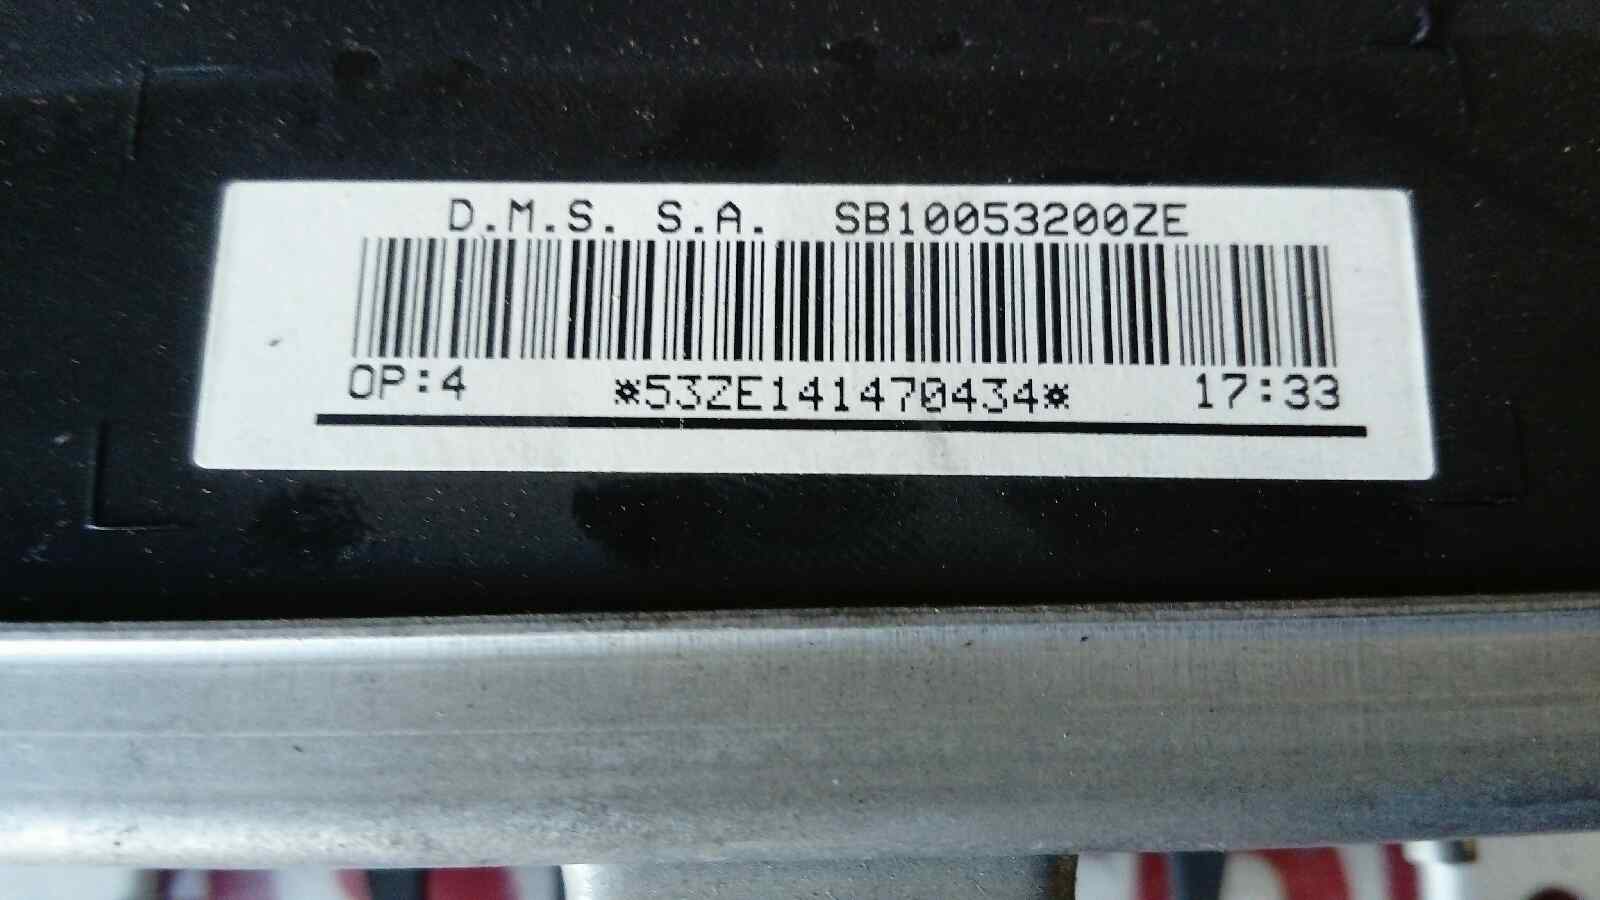 D.M.S. S.A. SB10053200ZE
OP:4 *53ZE141470434* 17:33